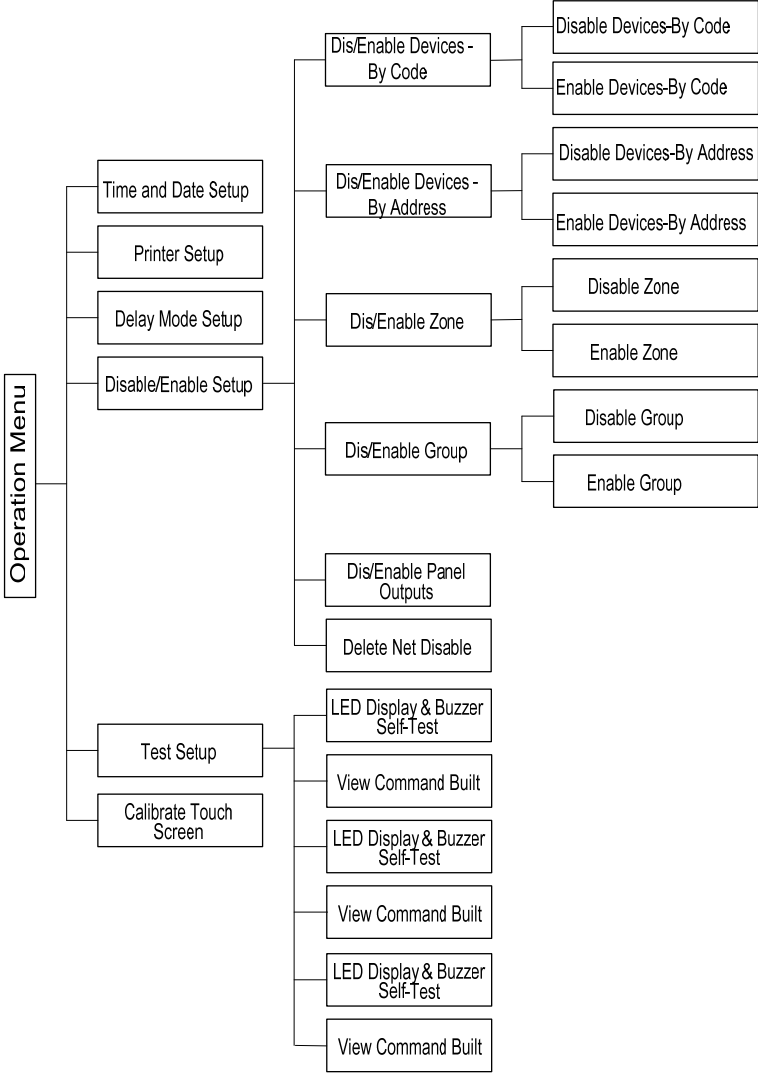 Operation Menu
Time and Date Setup
Printer Setup
Delay Mode Setup
Disable/Enable Setup
Test Setup
Calibrate Touch
Screen
Dis/Enable Devices -
By Code
Dis/Enable Devices -
By Address
Dis/Enable Zone
Dis/Enable Group
Dis/Enable Panel
Outputs
Delete Net Disable
LED Display & Buzzer
Self-Test
View Command Built
LED Display & Buzzer
Self-Test
View Command Built
LED Display & Buzzer
Self-Test
View Command Built
Disable Devices-By Code
Enable Devices-By Code
Disable Devices-By Address
Enable Devices-By Address
Disable Zone
Enable Zone
Disable Group
Enable Group